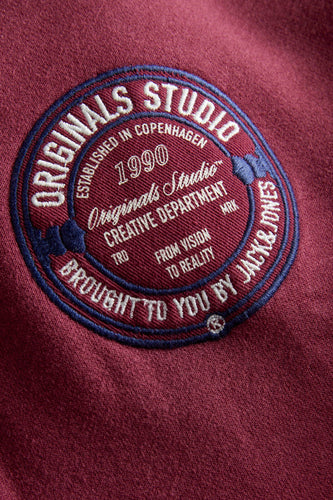 ORIGINALS STUDIO
ESTABLISHED IN COPENHAGEN
1990
Originals Studio™
CREATIVE DEPARTMENT
TRD MRK
FROM VISION
TO REALITY
BROUGHT TO YOU BY JACK&JONES
®